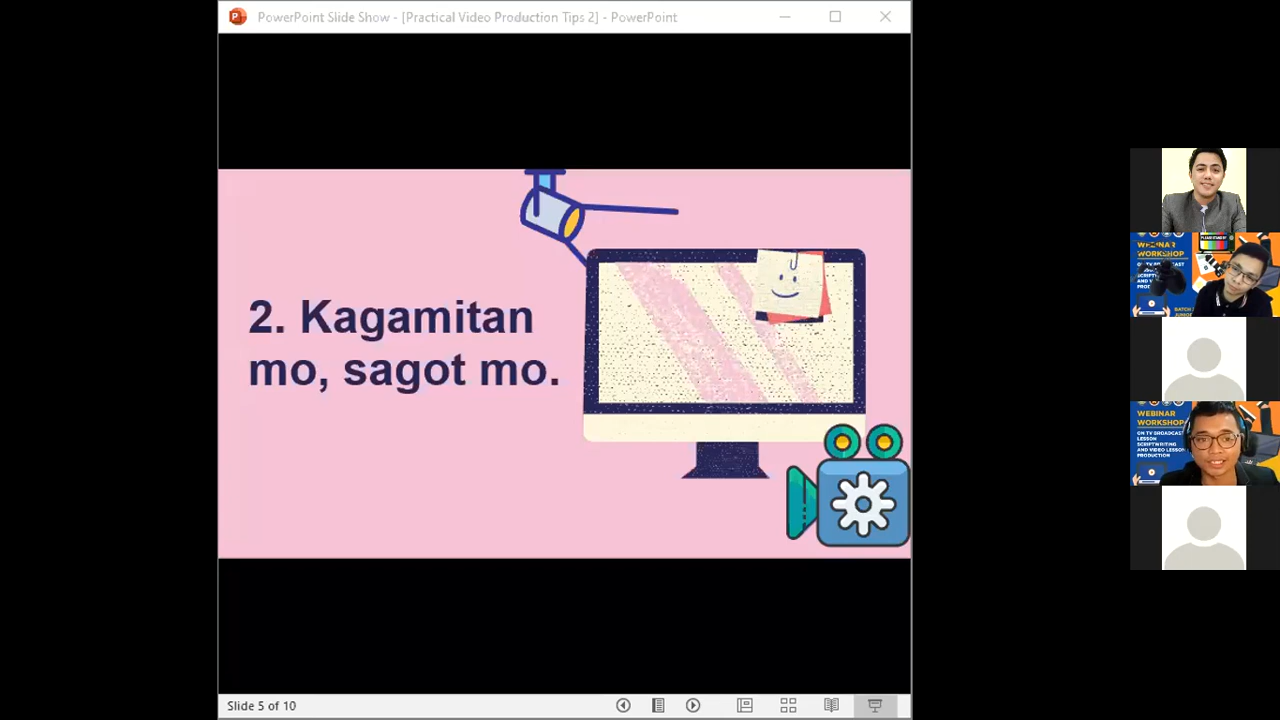 PowerPoint Slide Show - [Practical Video Production Tips 2] - PowerPoint
2. Kagamitan
mo, sagot mo.
Slide 5 of 10
WEBINAR
WEBINAR
WORKSHOP
ON TV BROADCAST
LESSON
SCRIPTWRITING
AND VIDEO LESSON
PRODUCTION